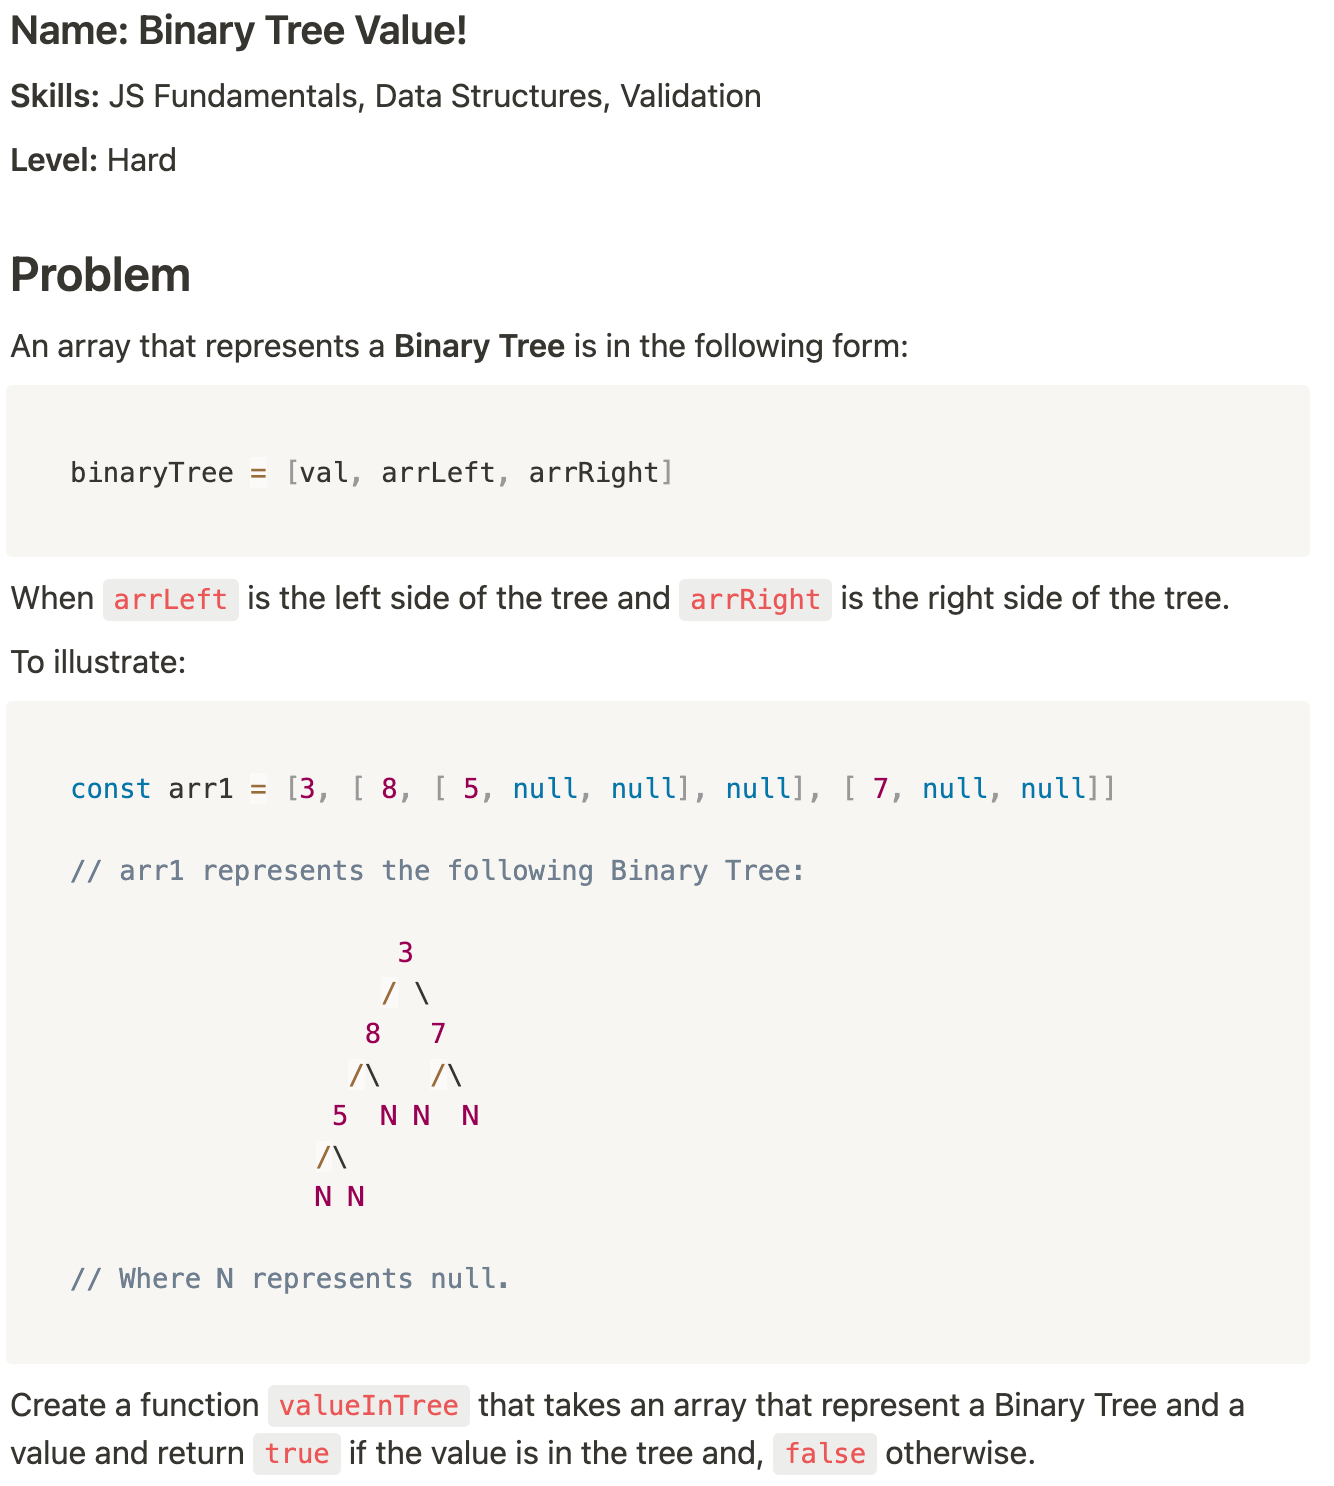 Name: Binary Tree Value!
Skills: JS Fundamentals, Data Structures, Validation
Level: Hard
Problem
An array that represents a Binary Tree is in the following form:
binaryTree = [val, arrLeft, arrRight]
When arrLeft is the left side of the tree and arrRight is the right side of the tree.
To illustrate:
const arr1 = [3, [ 8, [ 5, null, null], null], [ 7, null, null]]
// arr1 represents the following Binary Tree:
3
/ \
8 7
/\ /\
5 N N N
/\
N N
// Where N represents null.
Create a function valueInTree that takes an array that represent a Binary Tree and a
value and return true if the value is in the tree and, false otherwise.